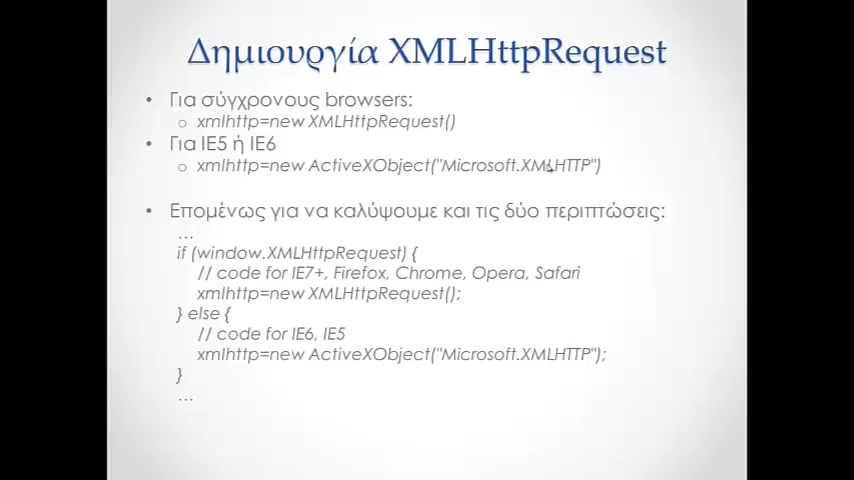 Δημιουργία XMLHttpRequest
• Για σύγχρονους browsers:
o xmlhttp=new XMLHttpRequest()
• Για IE5 ή IE6
o xmlhttp=new ActiveXObject("Microsoft.XMLHTTP")
• Επομένως για να καλύψουμε και τις δύο περιπτώσεις:
…
if (window.XMLHttpRequest) {
// code for IE7+, Firefox, Chrome, Opera, Safari
xmlhttp=new XMLHttpRequest();
} else {
// code for IE6, IE5
xmlhttp=new ActiveXObject("Microsoft.XMLHTTP");
}
…